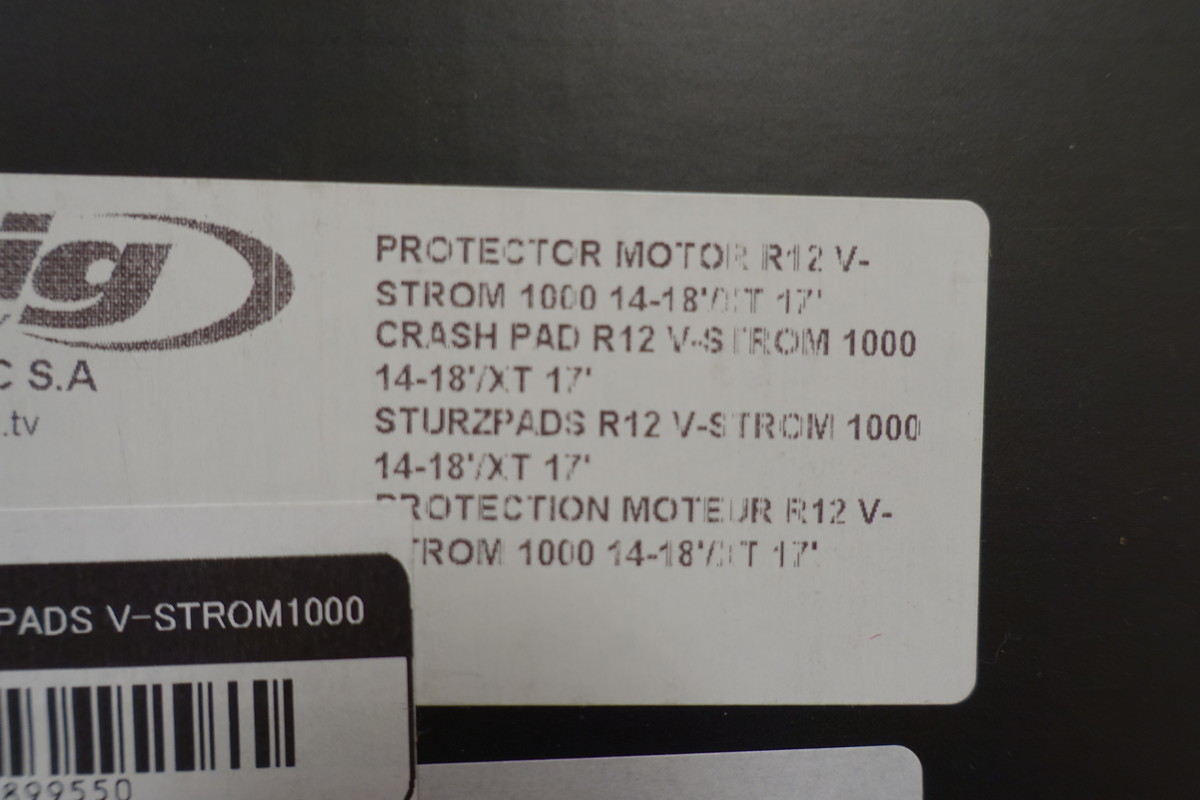 ig
C S.A
.tv
PROTECTOR MOTOR R12 V-
STROM 1000 14-18'/XT 17'
CRASH PAD R12 V-STROM 1000
14-18'/XT 17'
STURZPADS R12 V-STROM 1000
14-18'/XT 17'
PROTECTION MOTEUR R12 V-
TROM 1000 14-18'/XT 17'
PADS V-STROM1000
899550